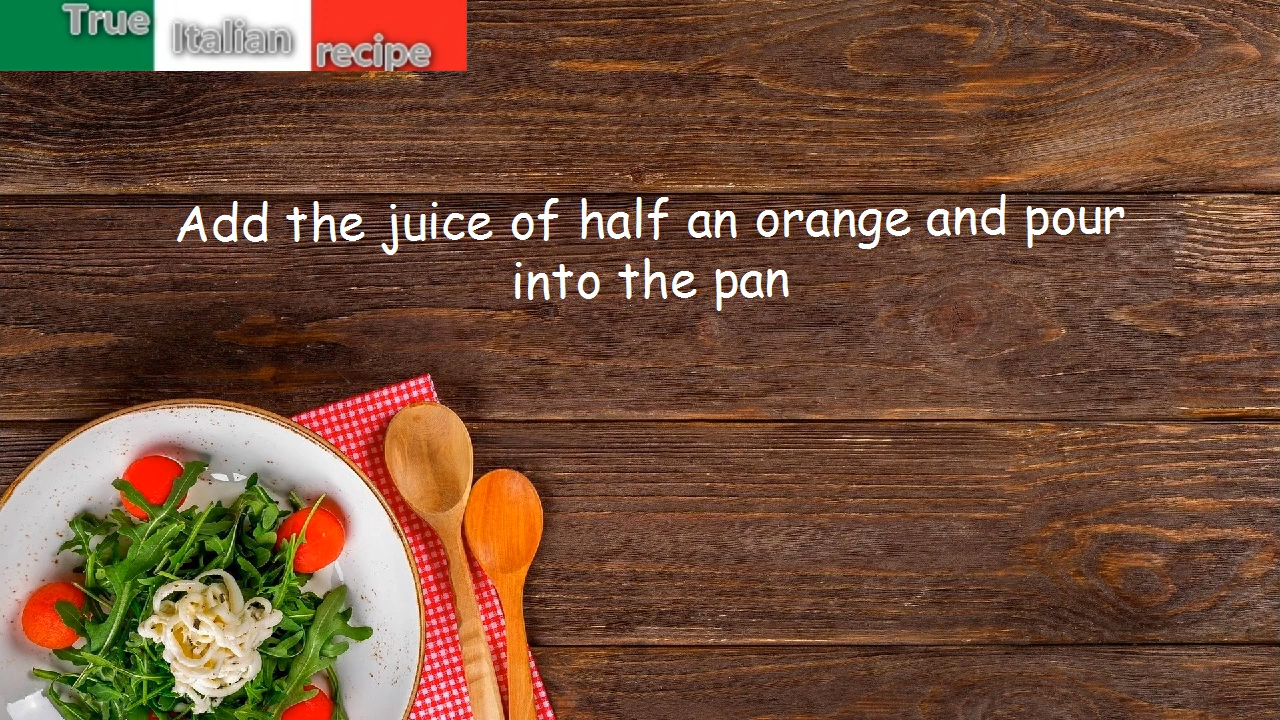 True Italian recipe
Add the juice of half an orange and pour
into the pan